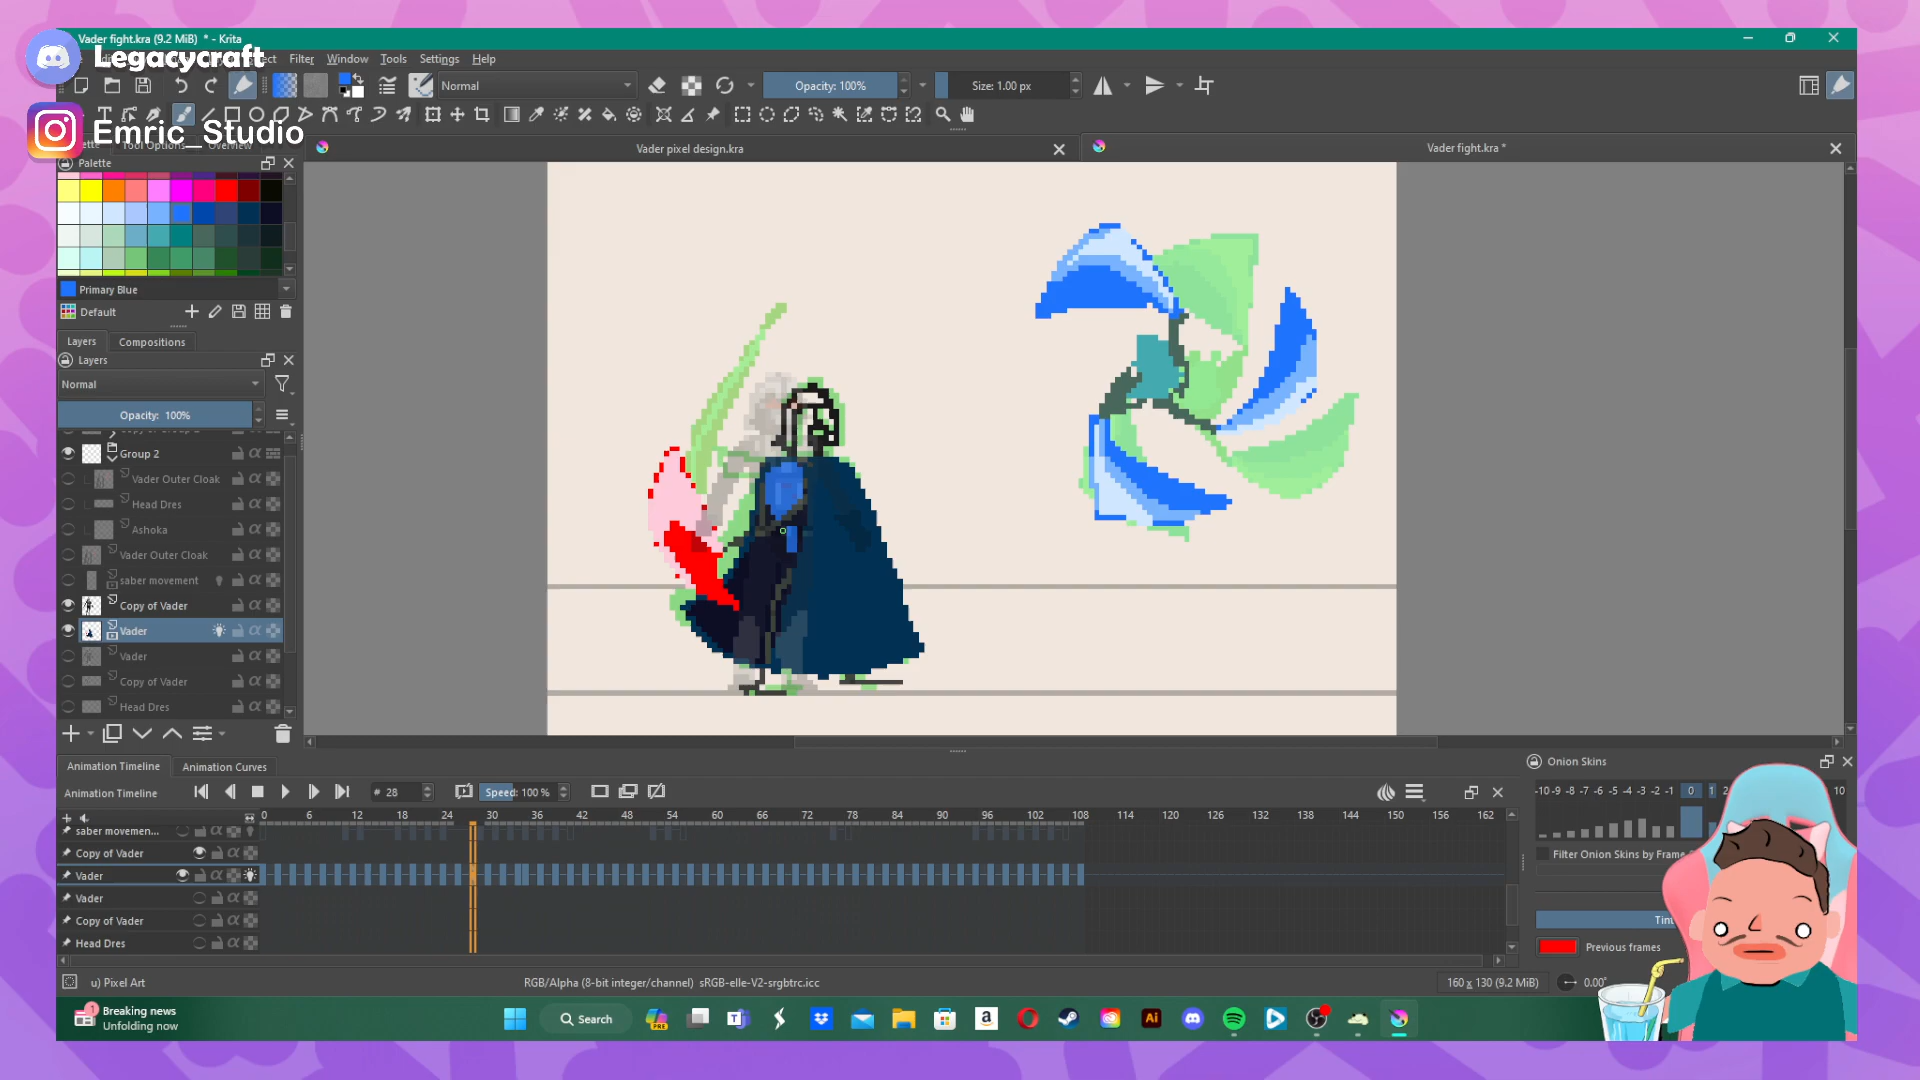 Vader fight.kra (9.2 MiB) * - Krita
Legacycraft
Filter Window Tools Settings Help
Normal
Opacity: 100%
Size: 1.00 px
Emric_Studio
Tool Options
Overview
Vader pixel design.kra
Vader fight.kra *
Palette
Primary Blue
Default
Layers Compositions
Layers
Normal
Opacity: 100%
Group 2
Vader Outer Cloak
Head Dres
Ashoka
Vader Outer Cloak
saber movement
Copy of Vader
Vader
Vader
Copy of Vader
Head Dres
Animation Timeline Animation Curves
Onion Skins
Animation Timeline
# 28
Speed: 100 %
-10 -9 -8 -7 -6 -5 -4 -3 -2 -1 0 1 2 10
0 6 12 18 24 30 36 42 48 54 60 66 72 78 84 90 96 102 108 114 120 126 132 138 144 150 156 162
saber movemen...
Copy of Vader
Filter Onion Skins by Frame
Vader
Vader
Copy of Vader
Head Dres
Previous frames
u) Pixel Art
RGB/Alpha (8-bit integer/channel) sRGB-elle-V2-srgbtrc.icc
160 x 130 (9.2 MiB)
0.00°
1
Breaking news
Unfolding now
Search
PRE